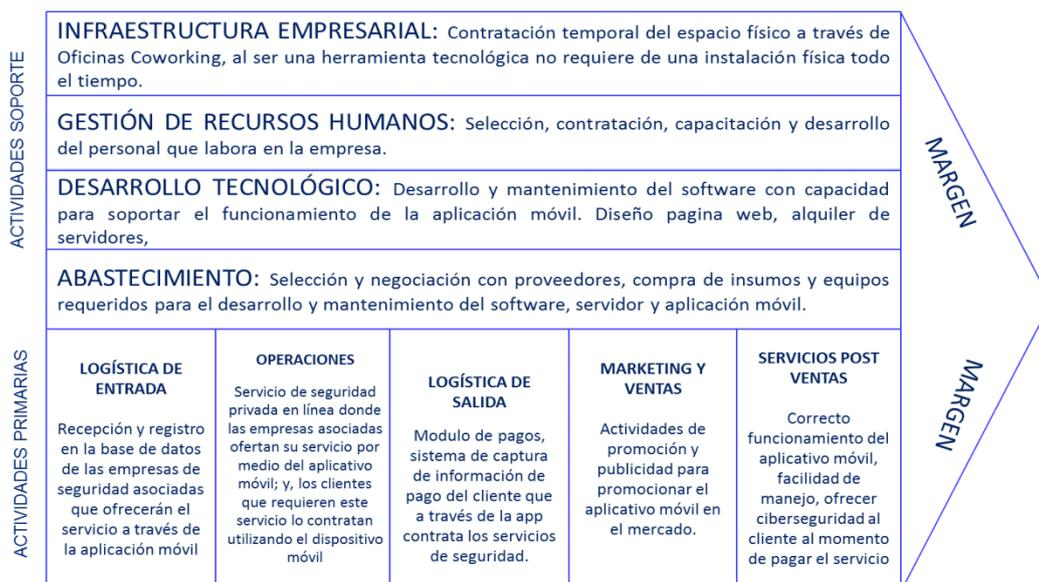 ACTIVIDADES SOPORTE
INFRAESTRUCTURA EMPRESARIAL: Contratación temporal del espacio físico a través de
Oficinas Coworking, al ser una herramienta tecnológica no requiere de una instalación física todo
el tiempo.
GESTIÓN DE RECURSOS HUMANOS: Selección, contratación, capacitación y desarrollo
del personal que labora en la empresa.
DESARROLLO TECNOLÓGICO: Desarrollo y mantenimiento del software con capacidad
para soportar el funcionamiento de la aplicación móvil. Diseño pagina web, alquiler de
servidores,
ABASTECIMIENTO: Selección y negociación con proveedores, compra de insumos y equipos
requeridos para el desarrollo y mantenimiento del software, servidor y aplicación móvil.
MARGEN
ACTIVIDADES PRIMARIAS
LOGÍSTICA DE
ENTRADA
Recepción y registro
en la base de datos
de las empresas de
seguridad asociadas
que ofrecerán el
servicio a través de
la aplicación móvil
OPERACIONES
Servicio de seguridad
privada en línea donde
las empresas asociadas
ofertan su servicio por
medio del aplicativo
móvil; y, los clientes
que requieren este
servicio lo contratan
utilizando el dispositivo
móvil
LOGÍSTICA DE
SALIDA
Modulo de pagos,
sistema de captura
de información de
pago del cliente que
a través de la app
contrata los servicios
de seguridad.
MARKETING Y
VENTAS
Actividades de
promoción y
publicidad para
promocionar el
aplicativo móvil en
el mercado.
SERVICIOS POST
VENTAS
Correcto
funcionamiento del
aplicativo móvil,
facilidad de
manejo, ofrecer
ciberseguridad al
cliente al momento
de pagar el servicio
MARGEN